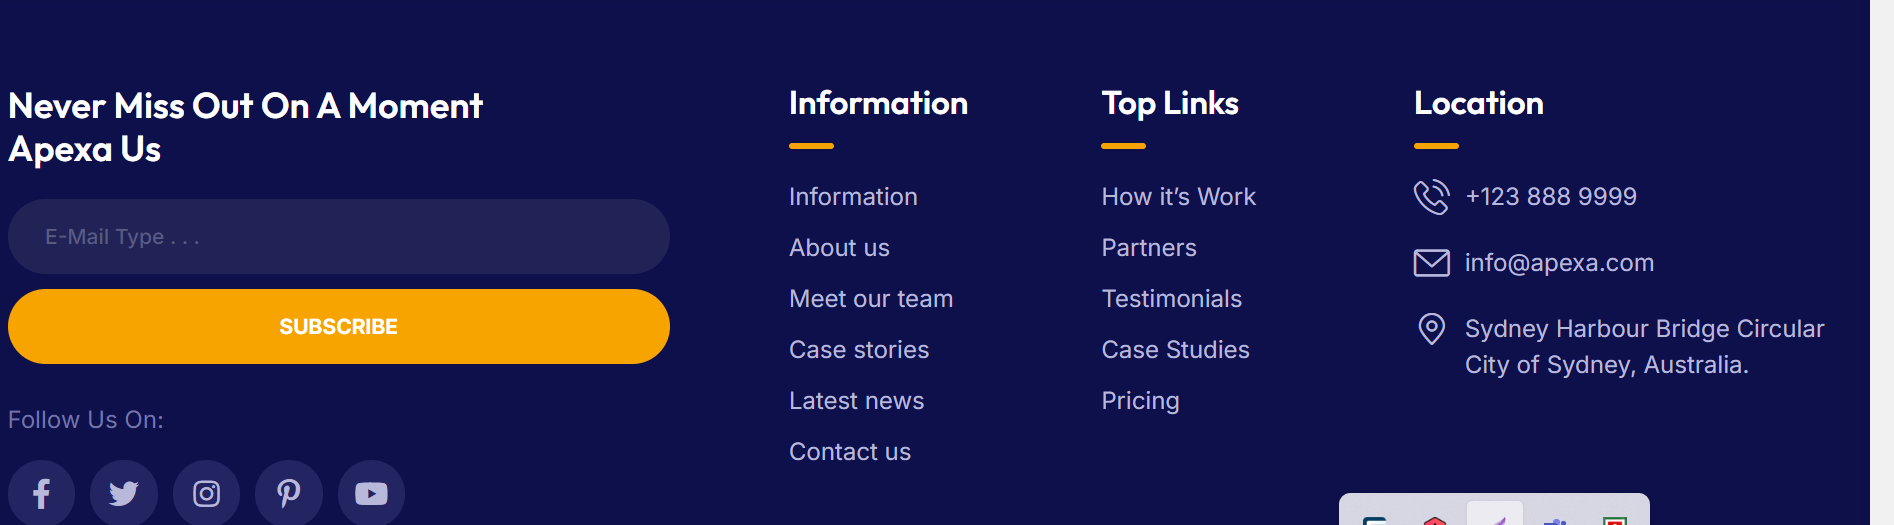 Never Miss Out On A Moment
Apexa Us
E-Mail Type . . .
SUBSCRIBE
Follow Us On:
Information
Information
About us
Meet our team
Case stories
Latest news
Contact us
Top Links
How it’s Work
Partners
Testimonials
Case Studies
Pricing
Location
+123 888 9999
info@apexa.com
Sydney Harbour Bridge Circular
City of Sydney, Australia.